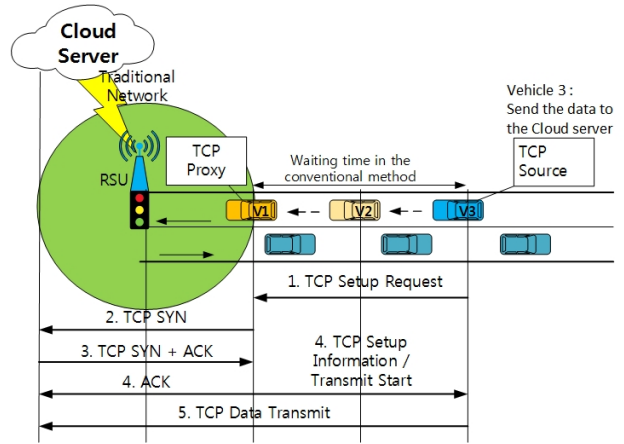 Cloud
Server
Traditional
Network
Vehicle 3 :
Send the data to
the Cloud server
TCP
Proxy
Waiting time in the
conventional method
TCP
Source
RSU
V1
V2
V3
1. TCP Setup Request
2. TCP SYN
3. TCP SYN + ACK
4. TCP Setup
Information /
Transmit Start
4. ACK
5. TCP Data Transmit